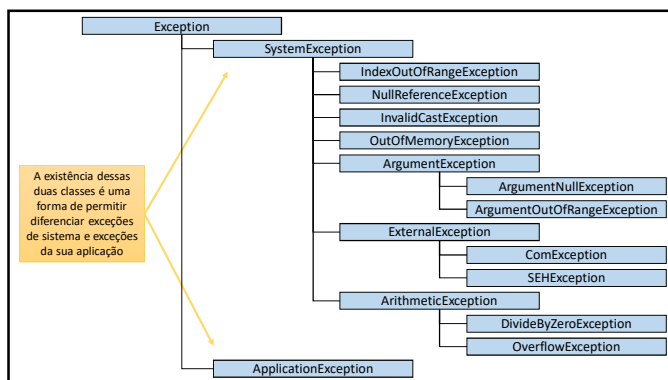 Exception
SystemException
IndexOutOfRangeException
NullReferenceException
InvalidCastException
OutOfMemoryException
ArgumentException
ArgumentNullException
ArgumentOutOfRangeException
ExternalException
ComException
SEHException
ArithmeticException
DivideByZeroException
OverflowException
ApplicationException
A existência dessas
duas classes é uma
forma de permitir
diferenciar exceções
de sistema e exceções
da sua aplicação